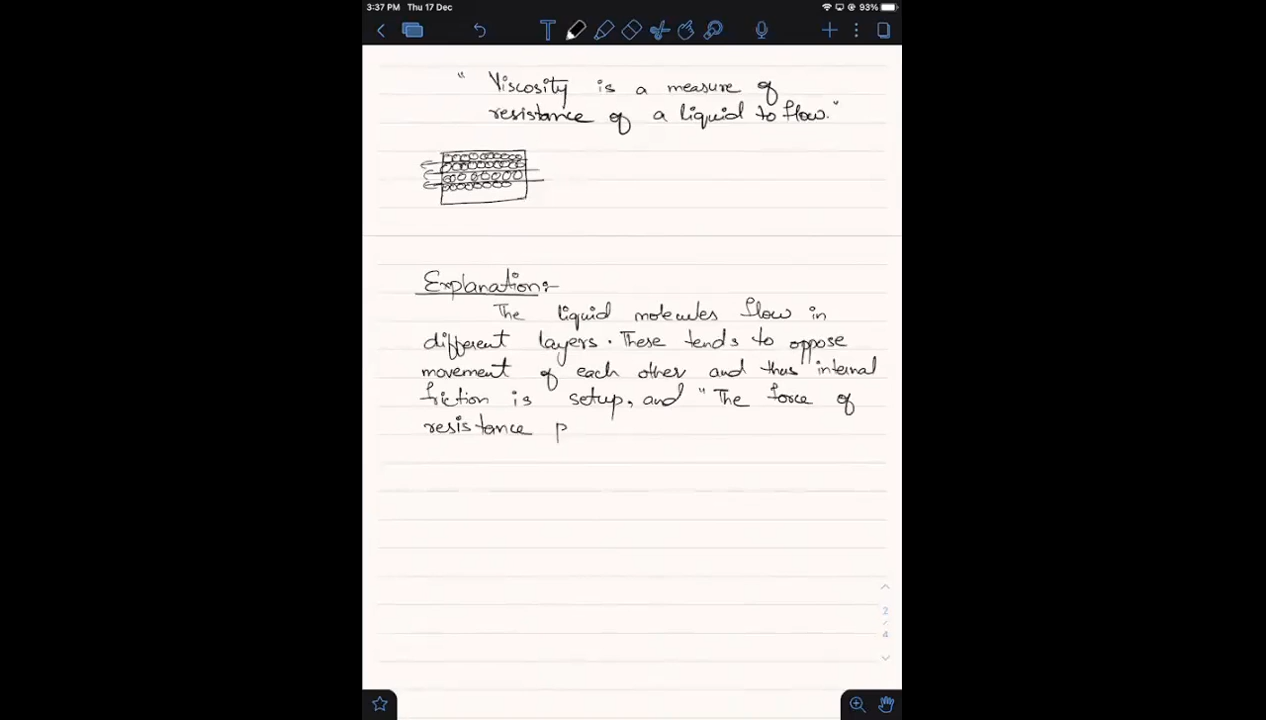 3:37 PM Thu 17 Dec 93%
T
" Viscosity is a measure of
resistance of a liquid to flow."
Explanation:-
The liquid molecules flow in
different layers. These tends to oppose
movement of each other and thus internal
friction is setup, and "The force of
resistance p
2
/
4